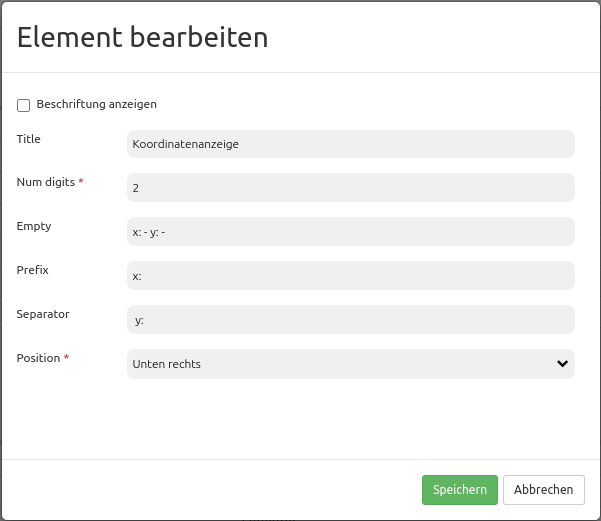 Element bearbeiten
Beschriftung anzeigen
Title
Koordinatenanzeige
Num digits *
2
Empty
x: - y: -
Prefix
x:
Separator
y:
Position *
Unten rechts
Speichern
Abbrechen